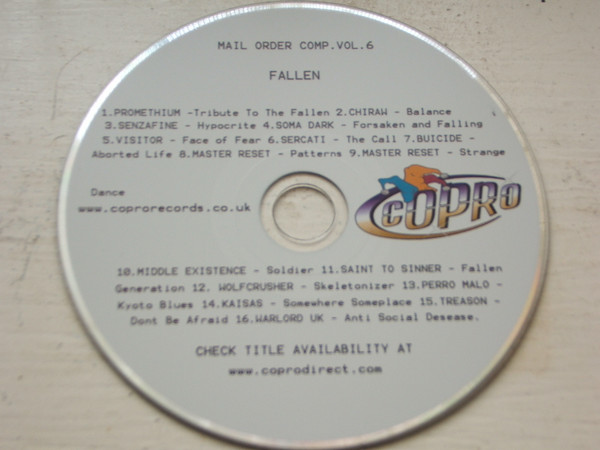 MAIL ORDER COMP.VOL.6
FALLEN
1.PROMETHIUM -Tribute To The Fallen 2.CHIRAW - Balance
3.SENZAFINE - Hypocrite 4.SOMA DARK - Forsaken and Falling
5.VISITOR - Face of Fear 6.SERCATI - The Call 7.BUICIDE -
Aborted Life 8.MASTER RESET - Patterns 9.MASTER RESET - Strange
Dance
www.coprorecords.co.uk
COPRO
10.MIDDLE EXISTENCE - Soldier 11.SAINT TO SINNER - Fallen
Generation 12. WOLFCRUSHER - Skeletonizer 13.PERRO MALO -
Kyoto Blues 14.KAISAS - Somewhere Someplace 15.TREASON -
Dont Be Afraid 16.WARLORD UK - Anti Social Desease.
CHECK TITLE AVAILABILITY AT
www.coprodirect.com